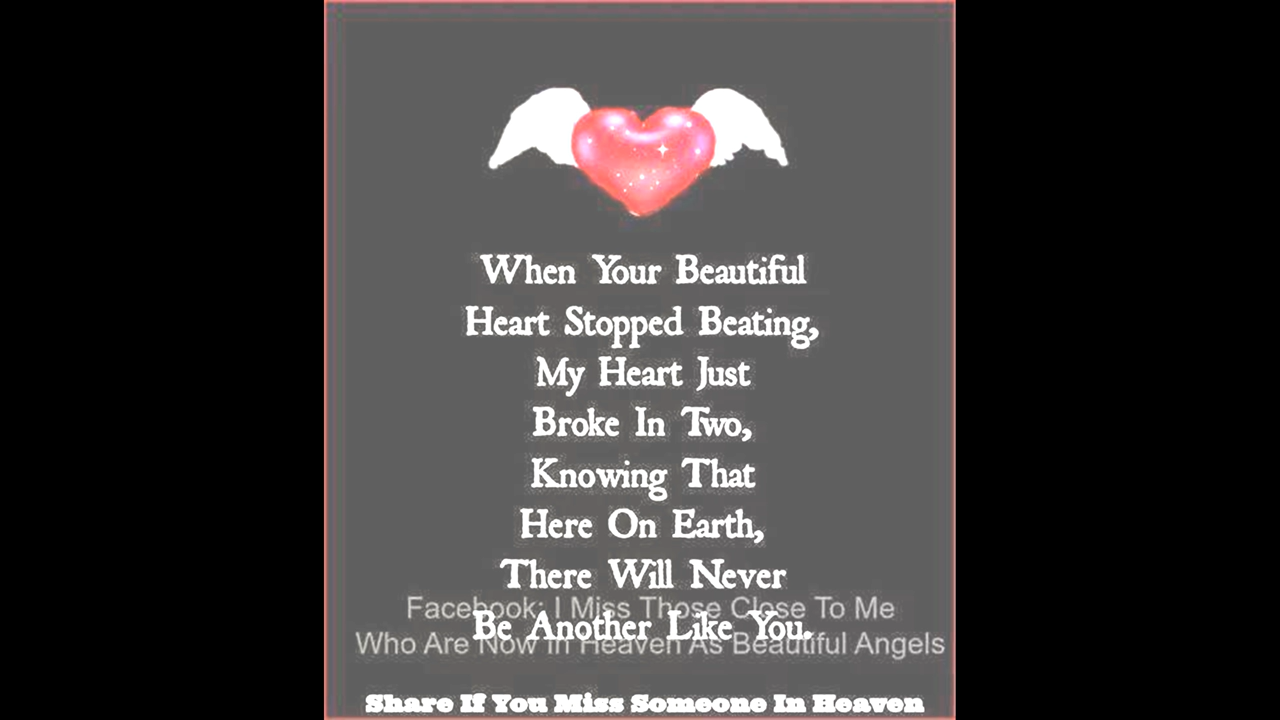 When Your Beautiful
Heart Stopped Beating,
My Heart Just
Broke In Two,
Knowing That
Here On Earth,
There Will Never
Facebook: I Miss Those Close To Me
Be Another Like You.
Who Are Now In Heaven As Beautiful Angels
Share If You Miss Someone In Heaven